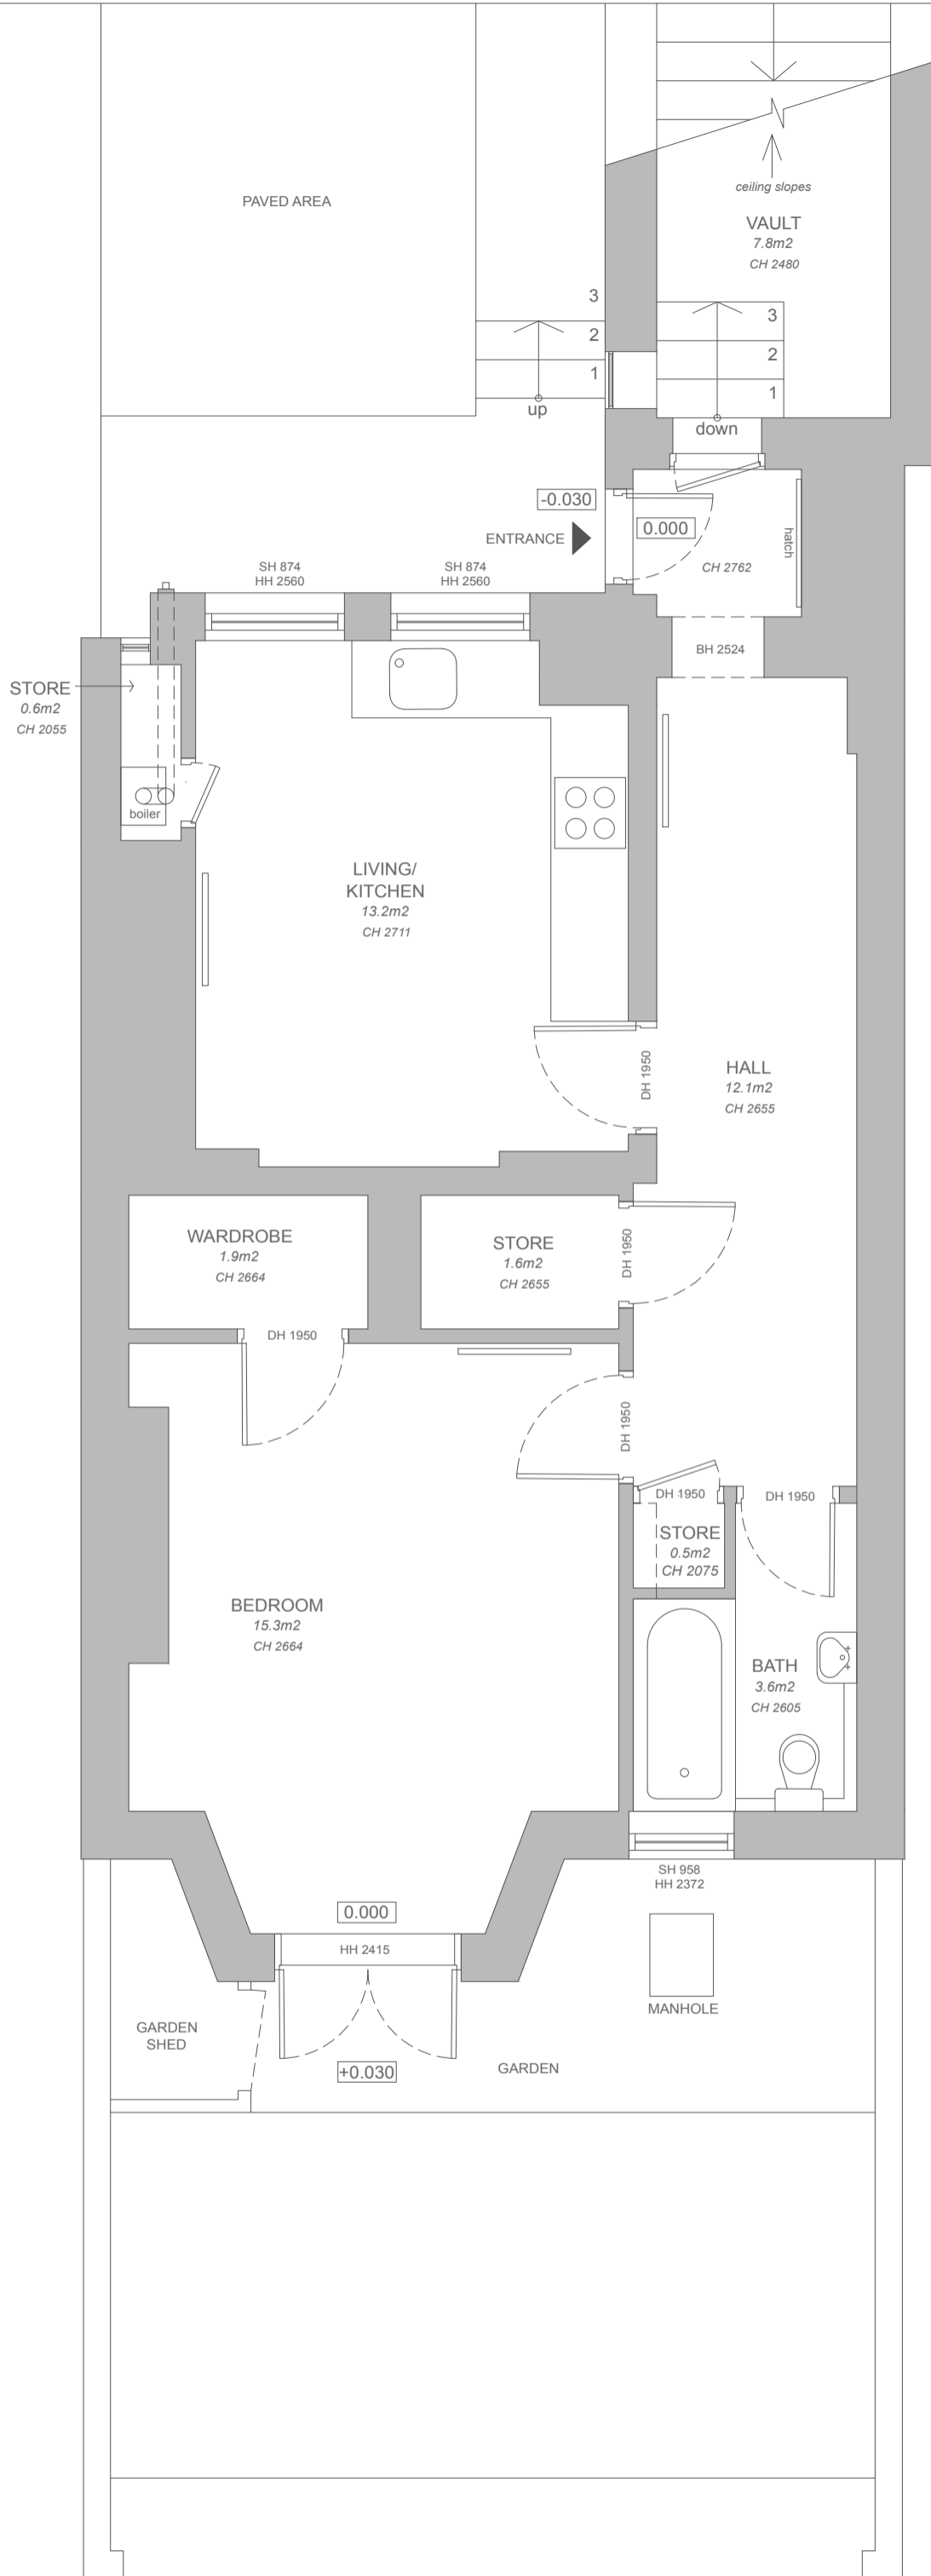 PAVED AREA
ceiling slopes
VAULT
7.8m2
CH 2480
3
2
1
up
3
2
1
down
-0.030
ENTRANCE
0.000
hatch
CH 2762
SH 874
HH 2560
SH 874
HH 2560
BH 2524
STORE
0.6m2
CH 2055
boiler
LIVING/
KITCHEN
13.2m2
CH 2711
DH 1950
HALL
12.1m2
CH 2655
WARDROBE
1.9m2
CH 2664
STORE
1.6m2
CH 2655
DH 1950
DH 1950
DH 1950
DH 1950
DH 1950
STORE
0.5m2
CH 2075
BEDROOM
15.3m2
CH 2664
BATH
3.6m2
CH 2605
SH 958
HH 2372
0.000
HH 2415
MANHOLE
GARDEN
SHED
+0.030
GARDEN